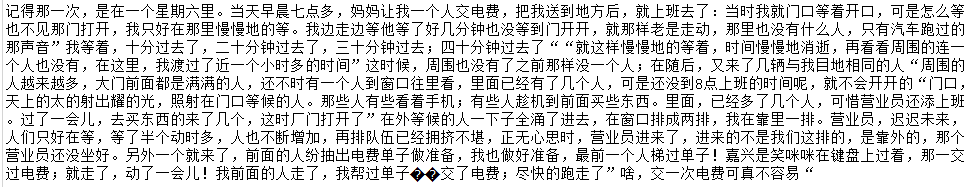 记得那一次，是在一个星期六里。当天早晨七点多，妈妈让我一个人交电费，把我送到地方后，就上班去了：当时我就门口等着开口，可是怎么等
也不见那门打开，我只好在那里慢慢地的等。我边走边等他等了好几分钟也没等到门开开，就那样老是走动，那里也没有什么人，只有汽车跑过的
那声音”我等着，十分过去了，二十分钟过去了，三十分钟过去；四十分钟过去了““就这样慢慢地的等着，时间慢慢地消逝，再看看周围的连一
个人也没有，在这里，我渡过了近一个小时多的时间”这时候，周围也没有了之前那样没一个人；在随后，又来了几辆与我目地相同的人“周围的
人越来越多，大门前面都是满满的人，还不时有一个人到窗口往里看，里面已经有了几个人，可是还没到8点上班的时间呢，就不会开开的“门口，
天上的太的射出耀的光，照射在门口等候的人。那些人有些看着手机；有些人趁机到前面买些东西。里面，已经多了几个人，可惜营业员还添上班
。过了一会儿，去买东西的来了几个，这时厂门打开了”在外等候的人一下子全涌了进去，在窗口排成两排，我在靠里一排。营业员，迟迟未来，
人们只好在等，等了半个动时多，人也不断增加，再排队伍已经拥挤不堪，正无心思时，营业员进来了，进来的不是我们这排的，是靠外的，那个
营业员还没坐好。另外一个就来了，前面的人纷抽出电费单子做准备，我也做好准备，最前一个人梯过单子！嘉兴是笑咪咪在键盘上过着，那一交
过电费；就走了，动了一会儿！我前面的人走了，我帮过单子��交了电费；尽快的跑走了”啥，交一次电费可真不容易“